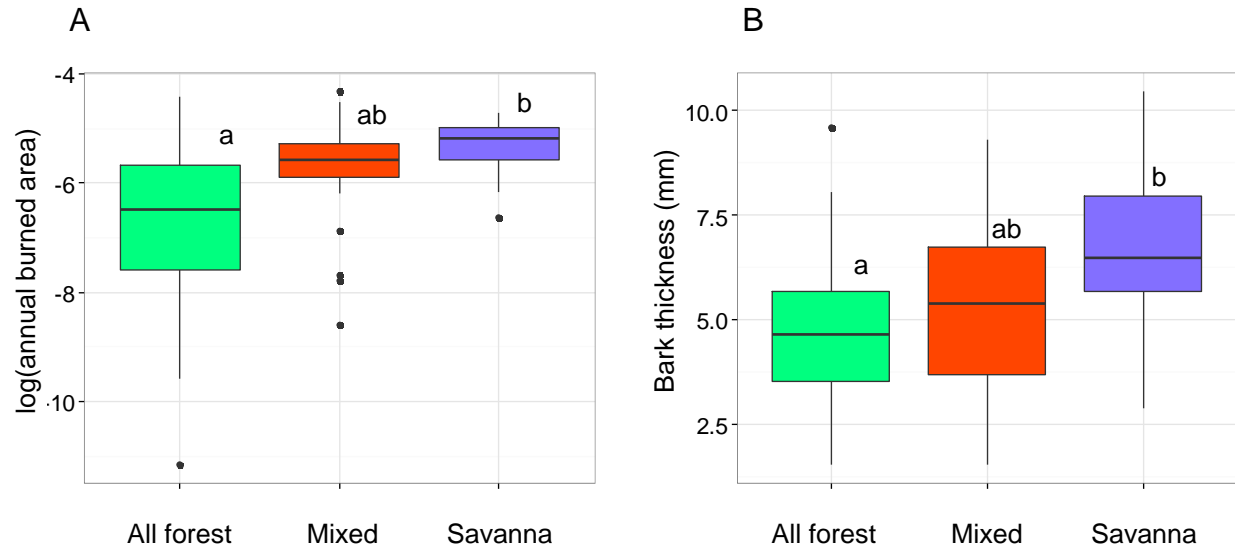 A
log(annual burned area)
-4
-6
-8
-10
a
ab
b
All forest
Mixed
Savanna
B
Bark thickness (mm)
10.0
7.5
5.0
2.5
a
ab
b
All forest
Mixed
Savanna